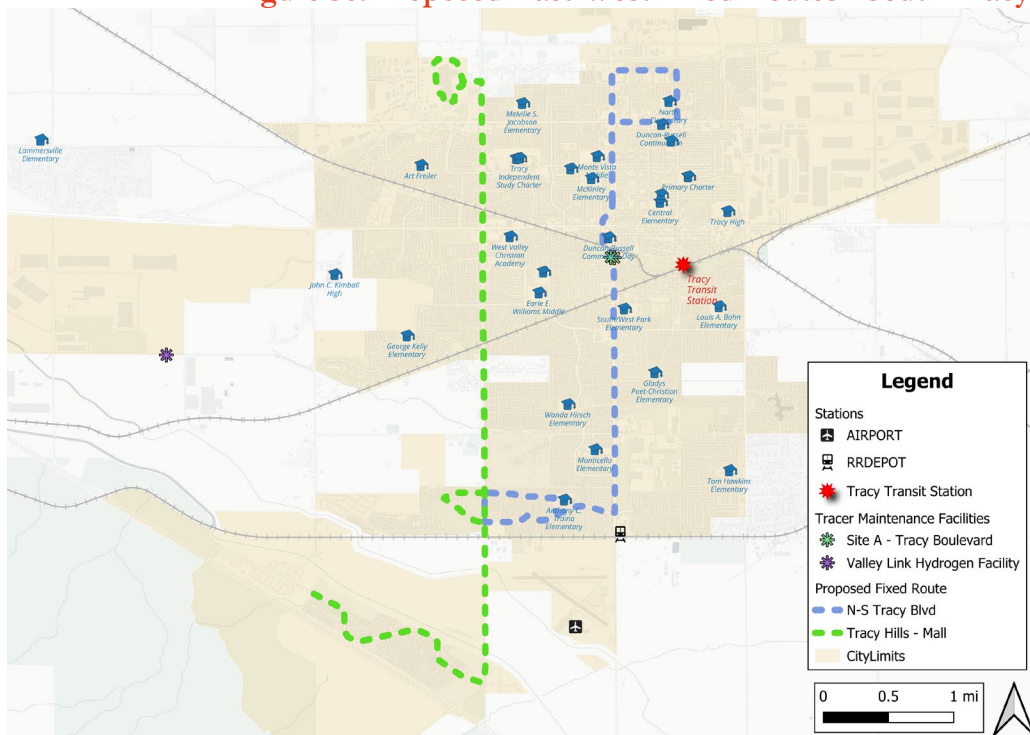 Melville S.
Jacobson
Elementary
North
Elementary
Duncan-Russell
Continuation
Lammersville
Elementary
Art Freiler
Tracy
Independent
Study Charter
Monte Vista
Middle
McKinley
Elementary
Primary Charter
Central
Elementary
Tracy High
West Valley
Christian
Academy
Duncan-Russell
Community Day
John C. Kimball
High
Earle E.
Williams Middle
Tracy
Transit
Station
South/West Park
Elementary
Louis A. Bohn
Elementary
George Kelly
Elementary
Gladys
Poet-Christian
Elementary
Wanda Hirsch
Elementary
Monticello
Elementary
Tom Hawkins
Elementary
Anthony C.
Traina
Elementary
Legend
Stations
AIRPORT
RRDEPOT
Tracy Transit Station
Tracer Maintenance Facilities
Site A - Tracy Boulevard
Valley Link Hydrogen Facility
Proposed Fixed Route
N-S Tracy Blvd
Tracy Hills - Mall
CityLimits
0 0.5 1 mi